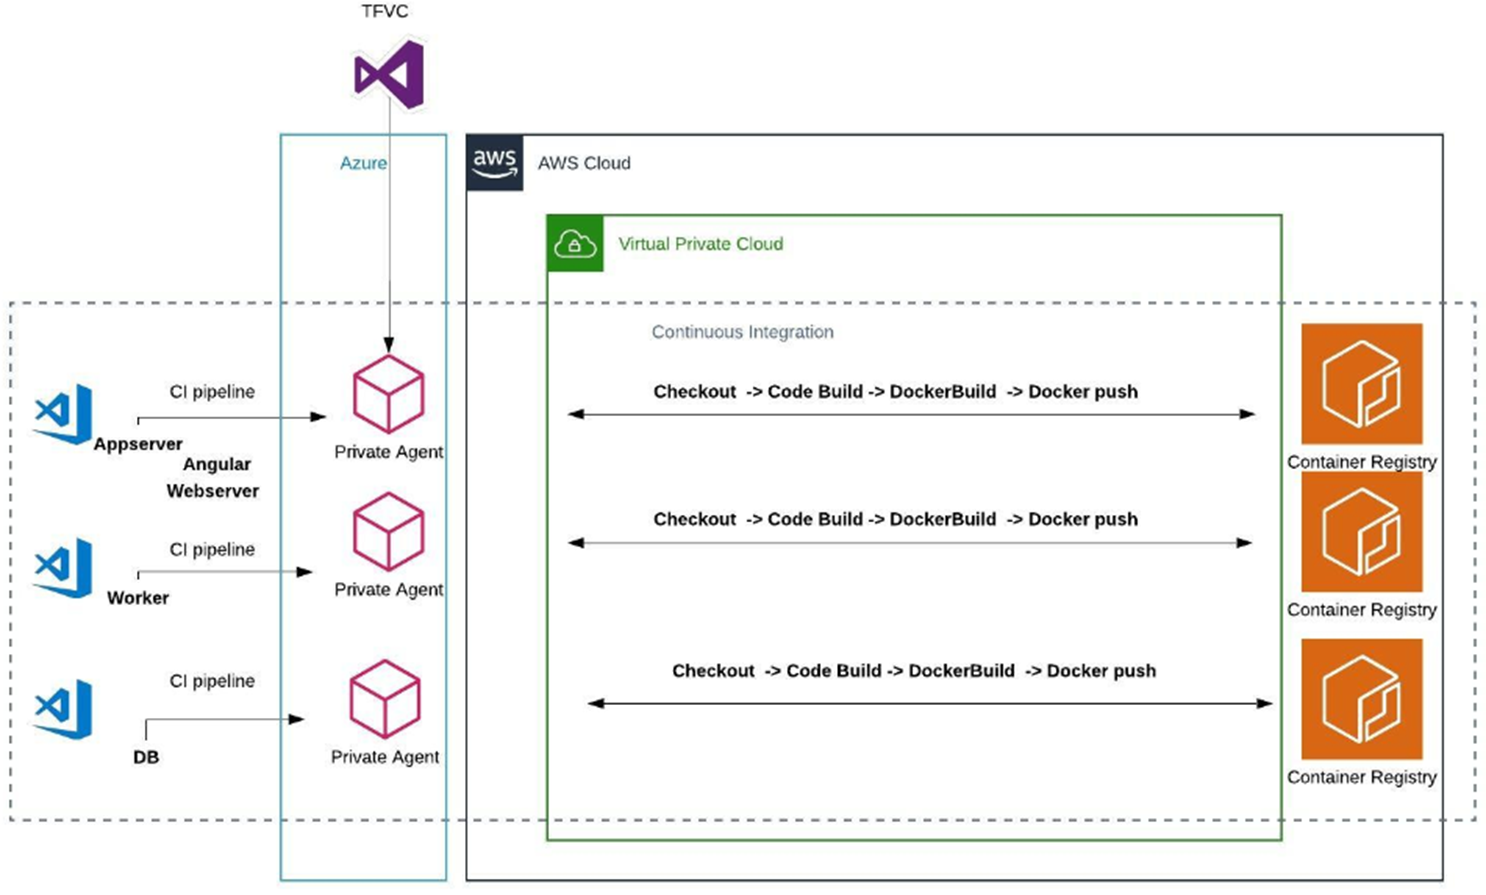 TFVC
Azure
aws
AWS Cloud
Virtual Private Cloud
Continuous Integration
CI pipeline
Appserver
Angular
Webserver
Private Agent
Checkout -> Code Build -> DockerBuild -> Docker push
Container Registry
CI pipeline
Worker
Private Agent
Checkout -> Code Build -> DockerBuild -> Docker push
Container Registry
CI pipeline
DB
Private Agent
Checkout -> Code Build -> DockerBuild -> Docker push
Container Registry